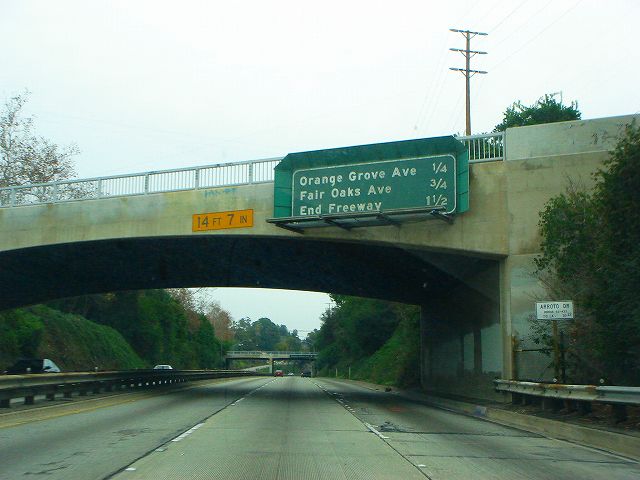 Orange Grove Ave 1/4
Fair Oaks Ave 3/4
End Freeway 1 1/2
14 FT 7 IN
ARROYO DR